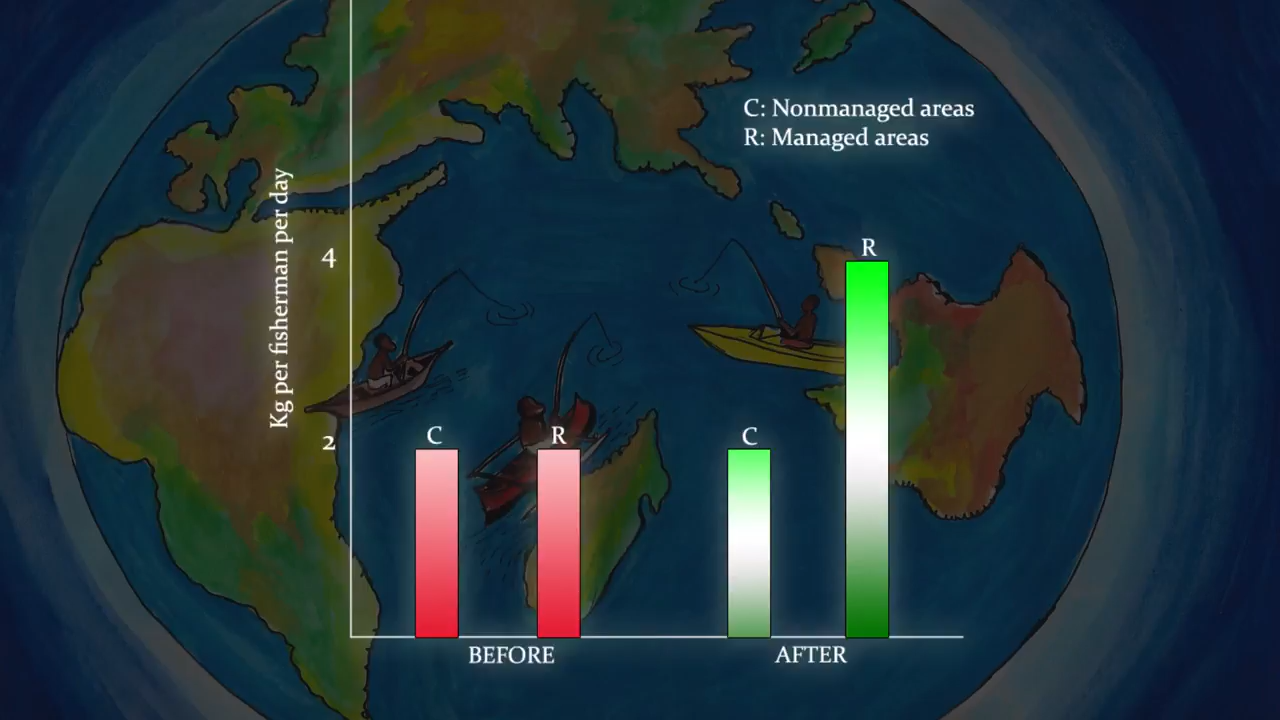 C: Nonmanaged areas
R: Managed areas
Kg per fisherman per day
4
2
C
R
C
R
BEFORE
AFTER